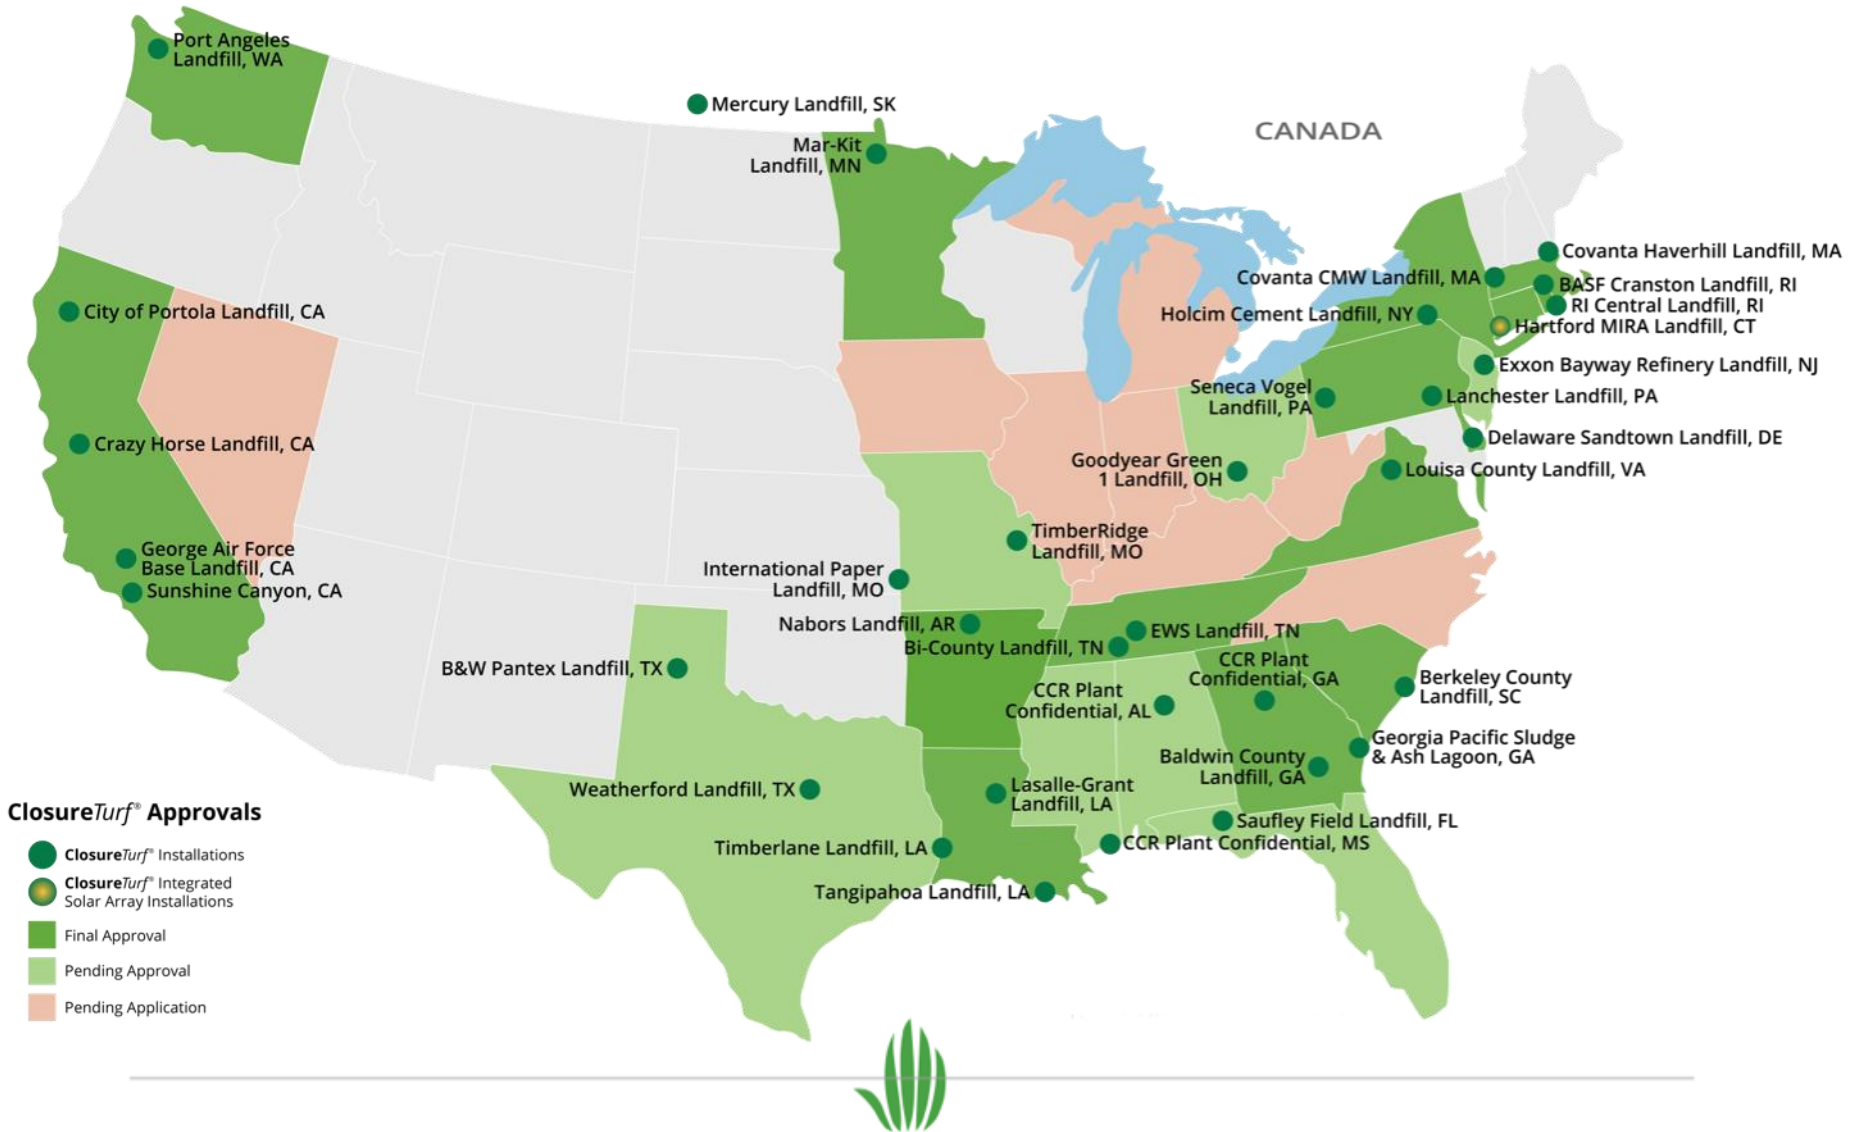 Port Angeles
Landfill, WA
Mercury Landfill, SK
CANADA
Mar-Kit
Landfill, MN
Covanta Haverhill Landfill, MA
Covanta CMW Landfill, MA
BASF Cranston Landfill, RI
RI Central Landfill, RI
Holcim Cement Landfill, NY
Hartford MIRA Landfill, CT
City of Portola Landfill, CA
Exxon Bayway Refinery Landfill, NJ
Seneca Vogel
Landfill, PA
Lanchester Landfill, PA
Crazy Horse Landfill, CA
Delaware Sandtown Landfill, DE
Goodyear Green
1 Landfill, OH
Louisa County Landfill, VA
TimberRidge
Landfill, MO
George Air Force
Base Landfill, CA
Sunshine Canyon, CA
International Paper
Landfill, MO
Nabors Landfill, AR
EWS Landfill, TN
Bi-County Landfill, TN
B&W Pantex Landfill, TX
CCR Plant
Confidential, GA
CCR Plant
Confidential, AL
Berkeley County
Landfill, SC
Georgia Pacific Sludge
& Ash Lagoon, GA
Baldwin County
Landfill, GA
Weatherford Landfill, TX
Lasalle-Grant
Landfill, LA
Saufley Field Landfill, FL
CCR Plant Confidential, MS
Timberlane Landfill, LA
Tangipahoa Landfill, LA
ClosureTurf® Approvals
ClosureTurf® Installations
ClosureTurf® Integrated
Solar Array Installations
Final Approval
Pending Approval
Pending Application